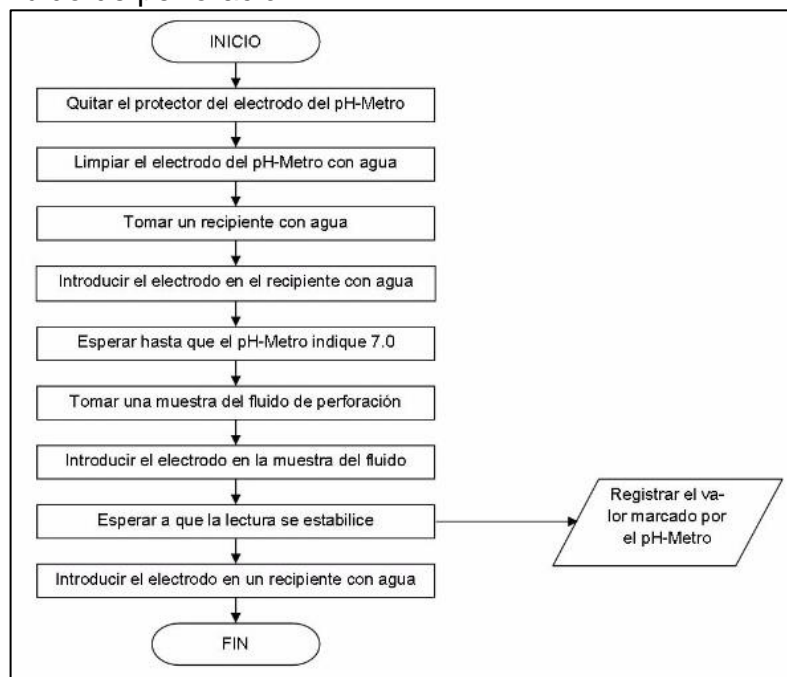 INICIO
Quitar el protector del electrodo del pH-Metro
Limpiar el electrodo del pH-Metro con agua
Tomar un recipiente con agua
Introducir el electrodo en el recipiente con agua
Esperar hasta que el pH-Metro indique 7.0
Tomar una muestra del fluido de perforación
Introducir el electrodo en la muestra del fluido
Esperar a que la lectura se estabilice
Registrar el va-
lor marcado por
el pH-Metro
Introducir el electrodo en un recipiente con agua
FIN